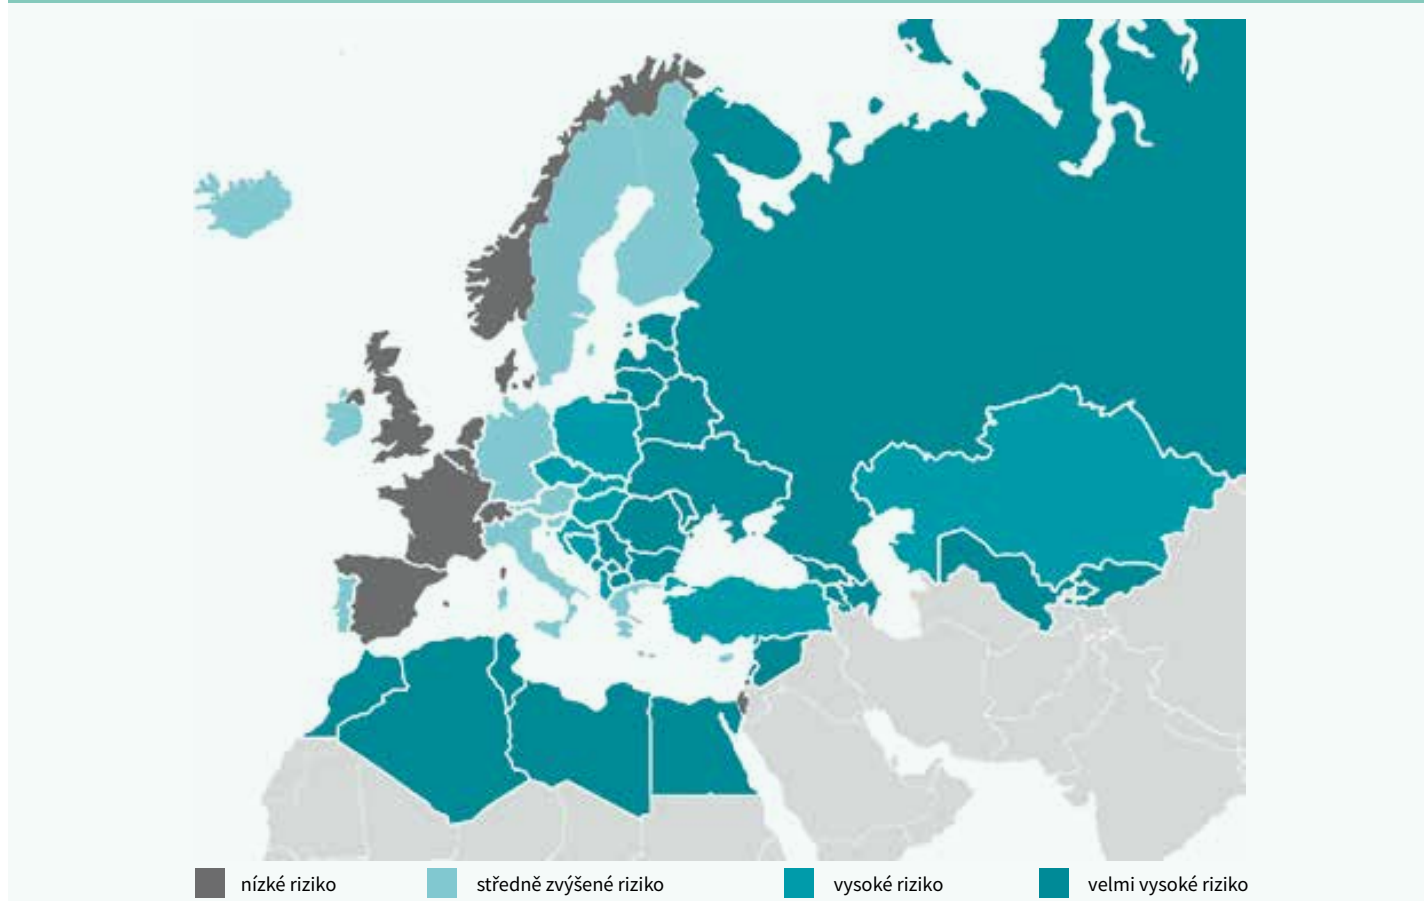 nízké riziko
středně zvýšené riziko
vysoké riziko
velmi vysoké riziko